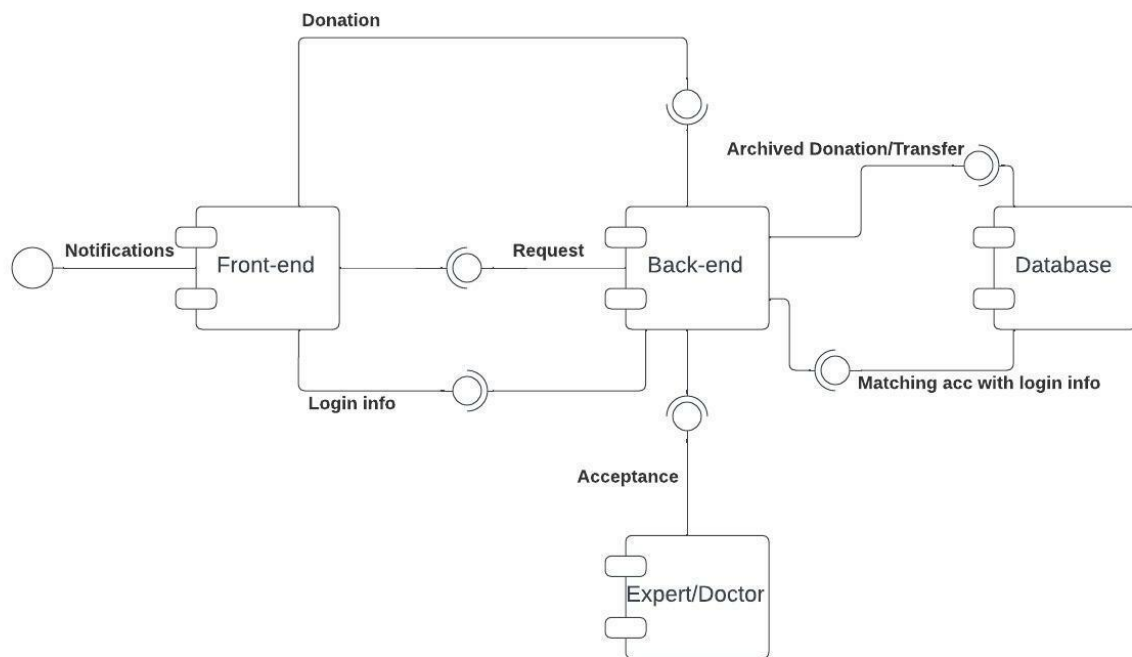 Donation
Archived Donation/Transfer
Notifications
Front-end
Request
Back-end
Database
Login info
Matching acc with login info
Acceptance
Expert/Doctor